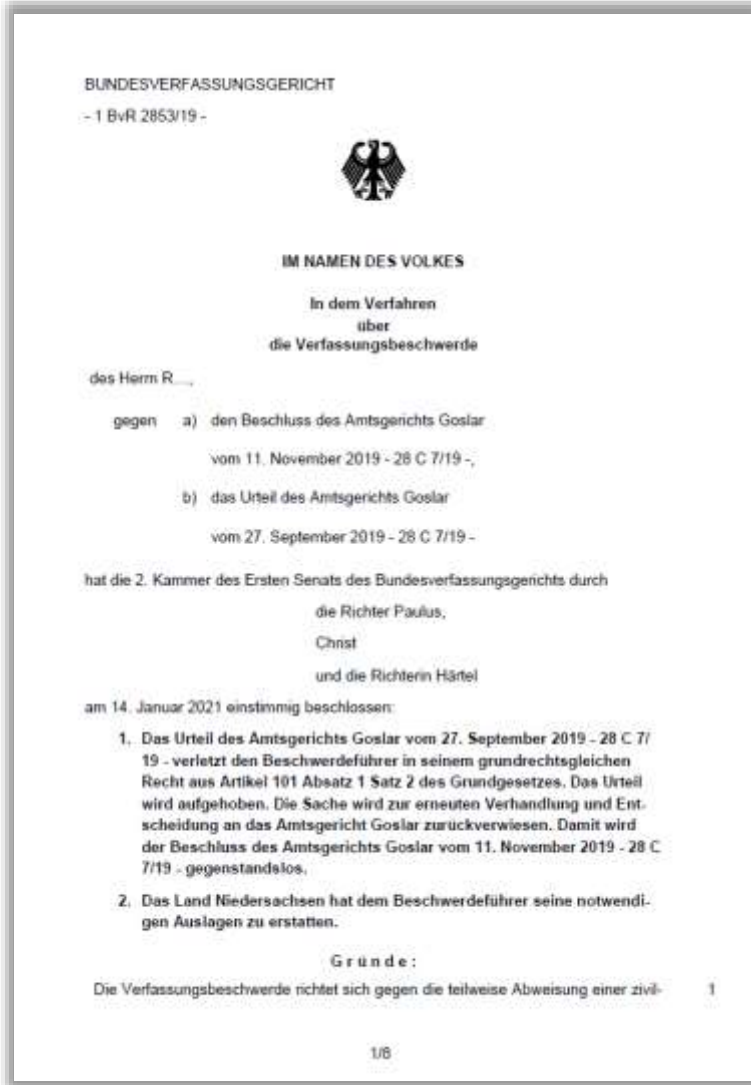 BUNDESVERFASSUNGSGERICHT
- 1 BvR 2853/19 -
IM NAMEN DES VOLKES
In dem Verfahren
über
die Verfassungsbeschwerde
des Herrn R...,
gegen a) den Beschluss des Amtsgerichts Goslar
vom 11. November 2019 - 28 C 7/19 -,
b) das Urteil des Amtsgerichts Goslar
vom 27. September 2019 - 28 C 7/19 -
hat die 2. Kammer des Ersten Senats des Bundesverfassungsgerichts durch
die Richter Paulus,
Christ
und die Richterin Härtel
am 14. Januar 2021 einstimmig beschlossen:
1. Das Urteil des Amtsgerichts Goslar vom 27. September 2019 - 28 C 7/
19 - verletzt den Beschwerdeführer in seinem grundrechtsgleichen
Recht aus Artikel 101 Absatz 1 Satz 2 des Grundgesetzes. Das Urteil
wird aufgehoben. Die Sache wird zur erneuten Verhandlung und Ent-
scheidung an das Amtsgericht Goslar zurückverwiesen. Damit wird
der Beschluss des Amtsgerichts Goslar vom 11. November 2019 - 28 C
7/19 - gegenstandslos.
2. Das Land Niedersachsen hat dem Beschwerdeführer seine notwendi-
gen Auslagen zu erstatten.
Gründe:
Die Verfassungsbeschwerde richtet sich gegen die teilweise Abweisung einer zivil- 1
1/8